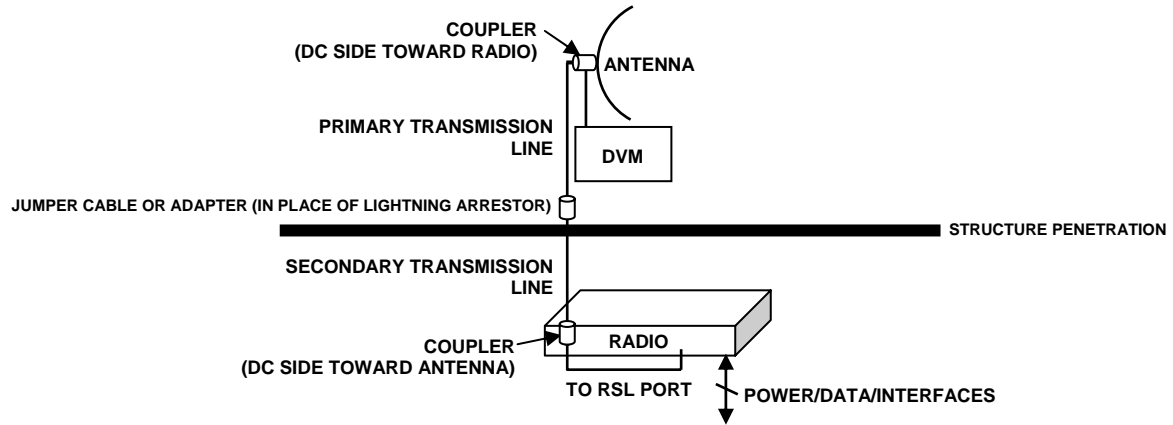 COUPLER
(DC SIDE TOWARD RADIO)
ANTENNA
PRIMARY TRANSMISSION
LINE
DVM
JUMPER CABLE OR ADAPTER (IN PLACE OF LIGHTNING ARRESTOR)
STRUCTURE PENETRATION
SECONDARY TRANSMISSION
LINE
RADIO
COUPLER
(DC SIDE TOWARD ANTENNA)
TO RSL PORT
POWER/DATA/INTERFACES